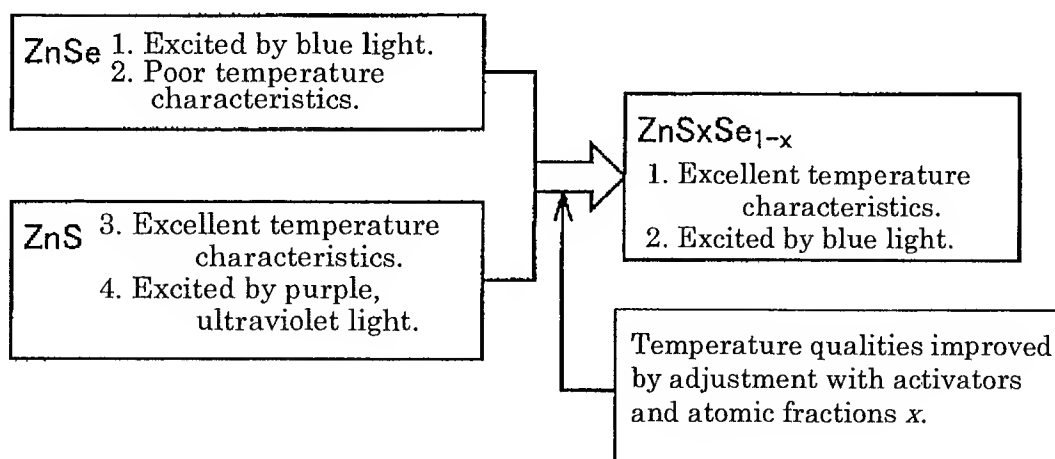 ZnSe 1. Excited by blue light.
2. Poor temperature
characteristics.
ZnS 3. Excellent temperature
characteristics.
4. Excited by purple,
ultraviolet light.
ZnSxSe1-x
1. Excellent temperature
characteristics.
2. Excited by blue light.
Temperature qualities improved
by adjustment with activators
and atomic fractions x.